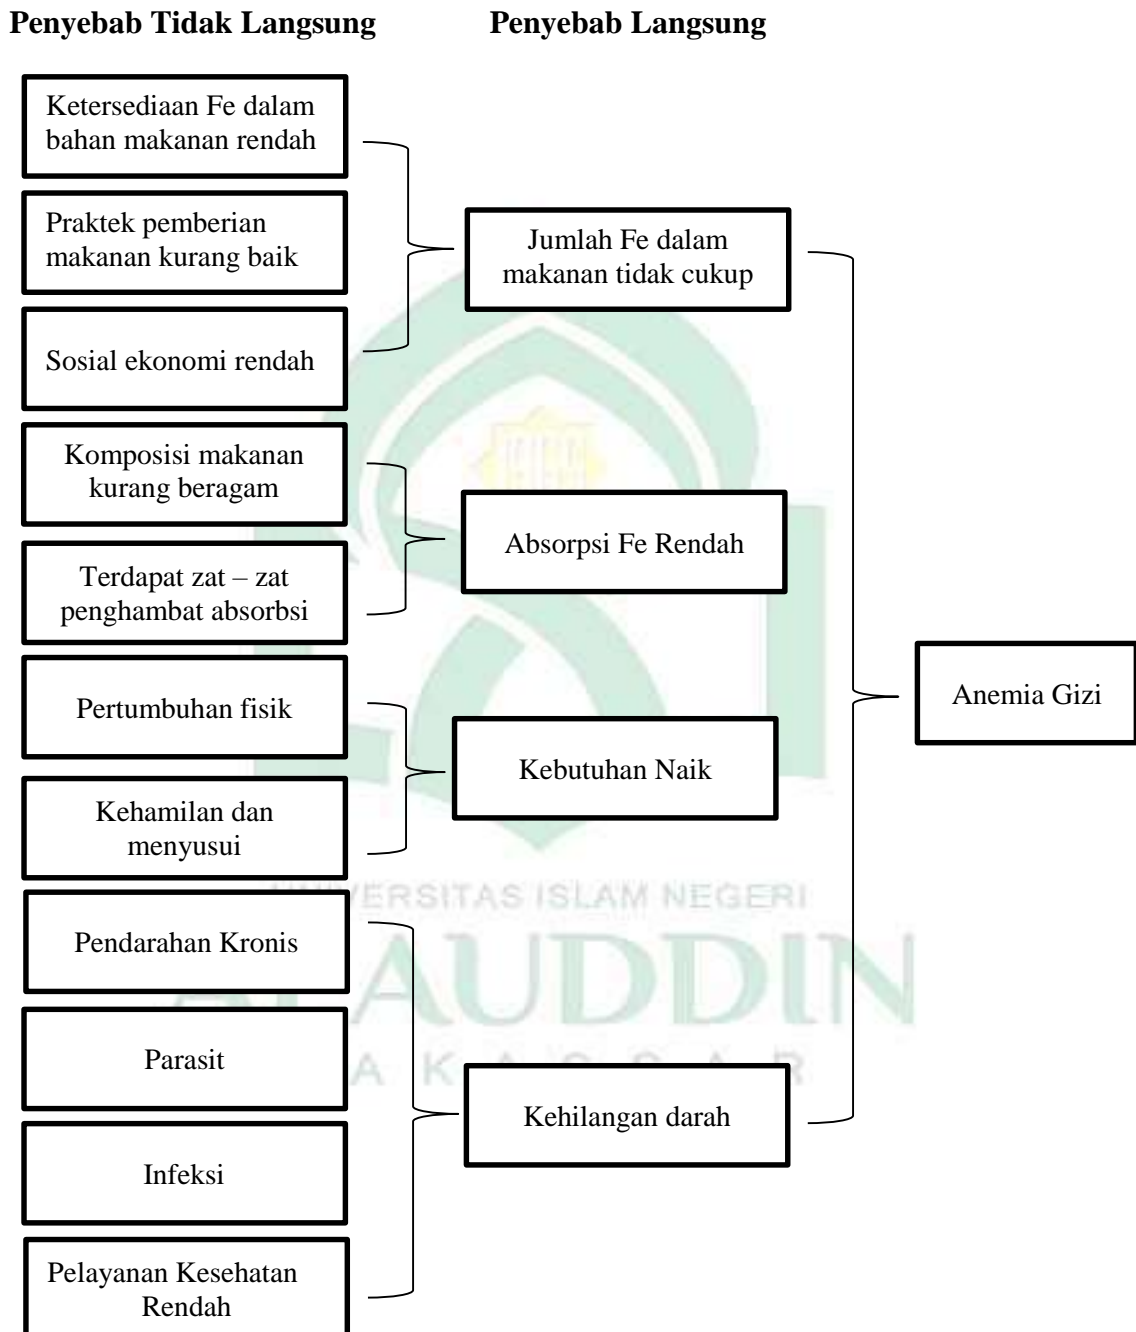 Penyebab Tidak Langsung
Penyebab Langsung
Ketersediaan Fe dalam
bahan makanan rendah
Praktek pemberian
makanan kurang baik
Sosial ekonomi rendah
Jumlah Fe dalam
makanan tidak cukup
Komposisi makanan
kurang beragam
Terdapat zat – zat
penghambat absorbsi
Absorpsi Fe Rendah
Pertumbuhan fisik
Kehamilan dan
menyusui
Kebutuhan Naik
Pendarahan Kronis
Parasit
Infeksi
Pelayanan Kesehatan
Rendah
Kehilangan darah
Anemia Gizi
ERSITAS ISLAM NEGERI
AUDDIN